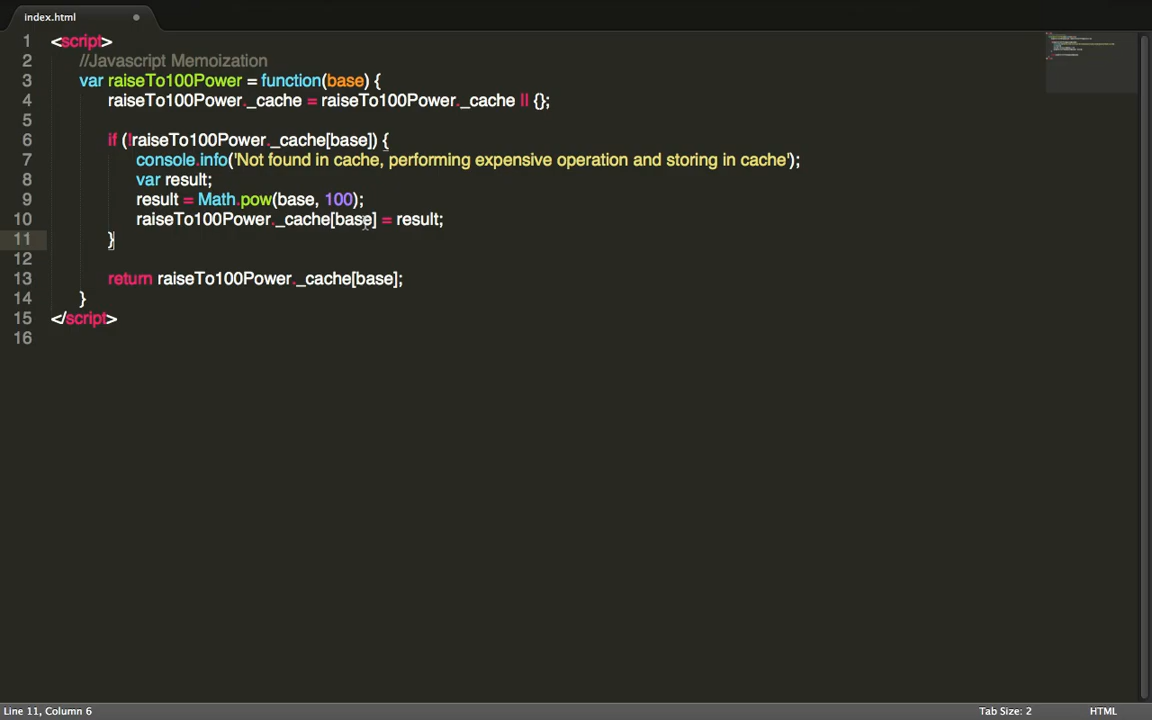 index.html
1 <script>
2 //Javascript Memoization
3 var raiseTo100Power = function(base) {
4 raiseTo100Power._cache = raiseTo100Power._cache || {};
5
6 if (!raiseTo100Power._cache[base]) {
7 console.info('Not found in cache, performing expensive operation and storing in cache');
8 var result;
9 result = Math.pow(base, 100);
10 raiseTo100Power._cache[base] = result;
11 }
12
13 return raiseTo100Power._cache[base];
14 }
15 </script>
16
Line 11, Column 6 Tab Size: 2 HTML